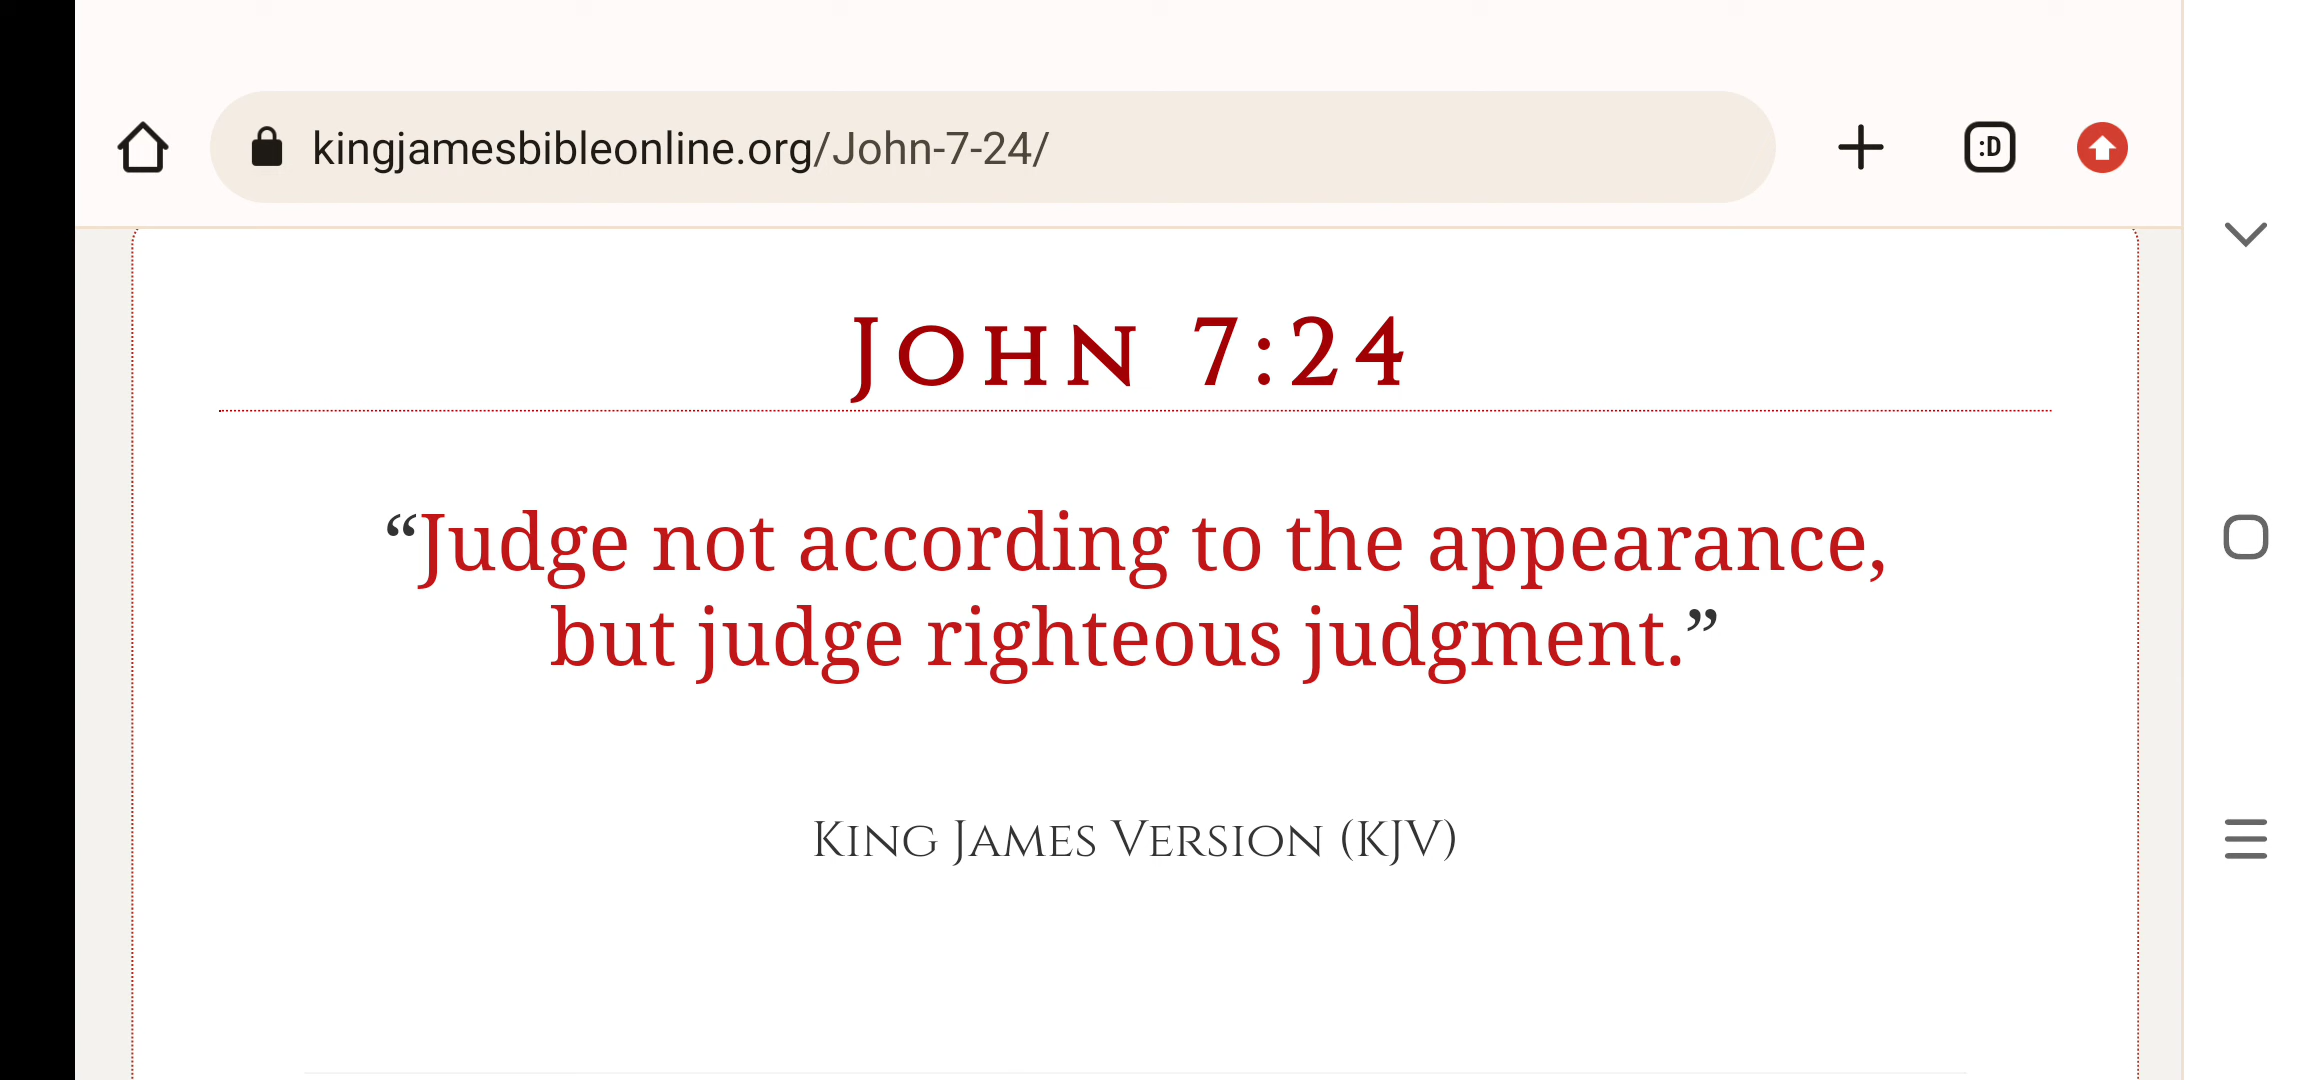 kingjamesbibleonline.org/John-7-24/
:D
John 7:24
“Judge not according to the appearance,
but judge righteous judgment.”
King James Version (KJV)